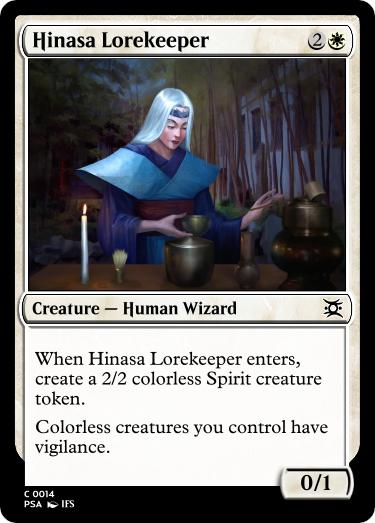 Hinasa Lorekeeper 2
Creature — Human Wizard
When Hinasa Lorekeeper enters,
create a 2/2 colorless Spirit creature
token.
Colorless creatures you control have
vigilance.
0/1
C 0014
PSA IFS